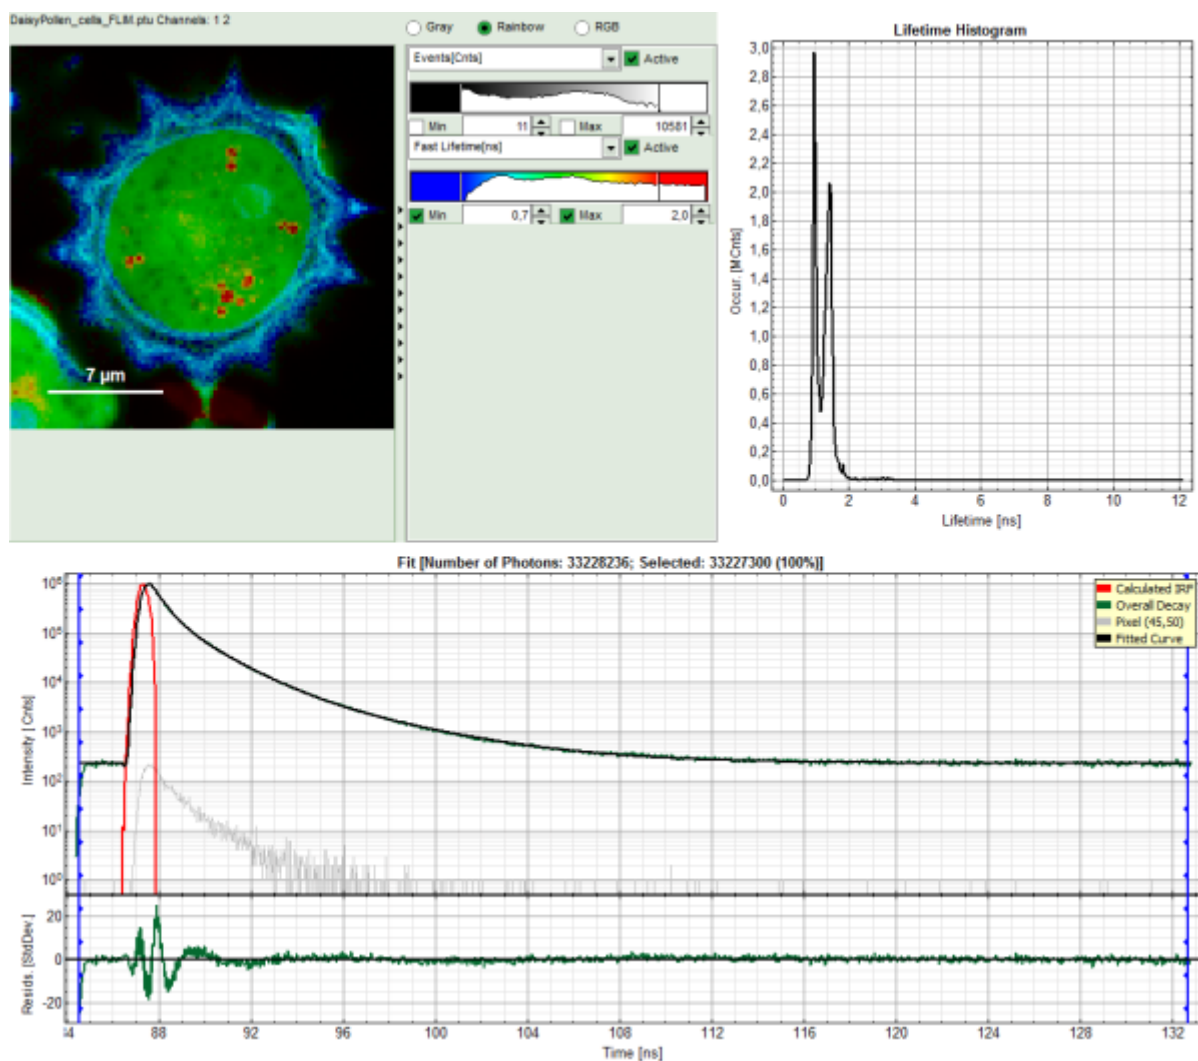 DaisyPollen_cells_FLIM.ptu Channels: 1 2
Gray Rainbow RGB
Events[Cnts] Active
Min 11 Max 10581
Fast Lifetime[ns] Active
Min 0,7 Max 2,0
7 µm
Lifetime Histogram
3,0
2,8
2,6
2,4
2,2
2,0
1,8
1,6
1,4
1,2
1,0
0,8
0,6
0,4
0,2
0,0
Occur. [MCnts]
0 2 4 6 8 10 12
Lifetime [ns]
Fit [Number of Photons: 33228236; Selected: 33227300 (100%)]
Calculated IRF
Overall Decay
Pixel (45,50)
Fitted Curve
10⁶
10⁵
10⁴
10³
10²
10¹
10⁰
Intensity [Cnts]
20
0
-20
Resids. [StdDev.]
88 92 96 100 104 108 112 116 120 124 128 132
Time [ns]